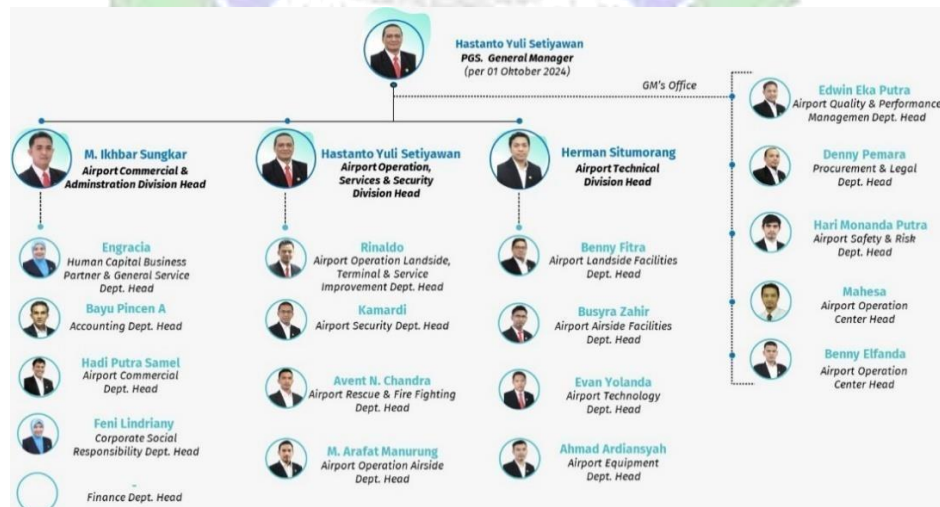 Hastanto Yuli Setiyawan
PGS. General Manager
(per 01 Oktober 2024)
GM's Office
M. Ikhbar Sungkar
Airport Commercial &
Adminstration Division Head
Engracia
Human Capital Business
Partner & General Service
Dept. Head
Bayu Pincen A
Accounting Dept. Head
Hadi Putra Samel
Airport Commercial
Dept. Head
Feni Lindriany
Corporate Social
Responsibility Dept. Head
-
Finance Dept. Head
Hastanto Yuli Setiyawan
Airport Operation,
Services & Security
Division Head
Rinaldo
Airport Operation Landside,
Terminal & Service
Improvement Dept. Head
Kamardi
Airport Security Dept. Head
Avent N. Chandra
Airport Rescue & Fire Fighting
Dept. Head
M. Arafat Manurung
Airport Operation Airside
Dept. Head
Herman Situmorang
Airport Technical
Division Head
Benny Fitra
Airport Landside Facilities
Dept. Head
Busyra Zahir
Airport Airside Facilities
Dept. Head
Evan Yolanda
Airport Technology
Dept. Head
Ahmad Ardiansyah
Airport Equipment
Dept. Head
Edwin Eka Putra
Airport Quality & Performance
Managemen Dept. Head
Denny Pemara
Procurement & Legal
Dept. Head
Hari Monanda Putra
Airport Safety & Risk
Dept. Head
Mahesa
Airport Operation
Center Head
Benny Elfanda
Airport Operation
Center Head